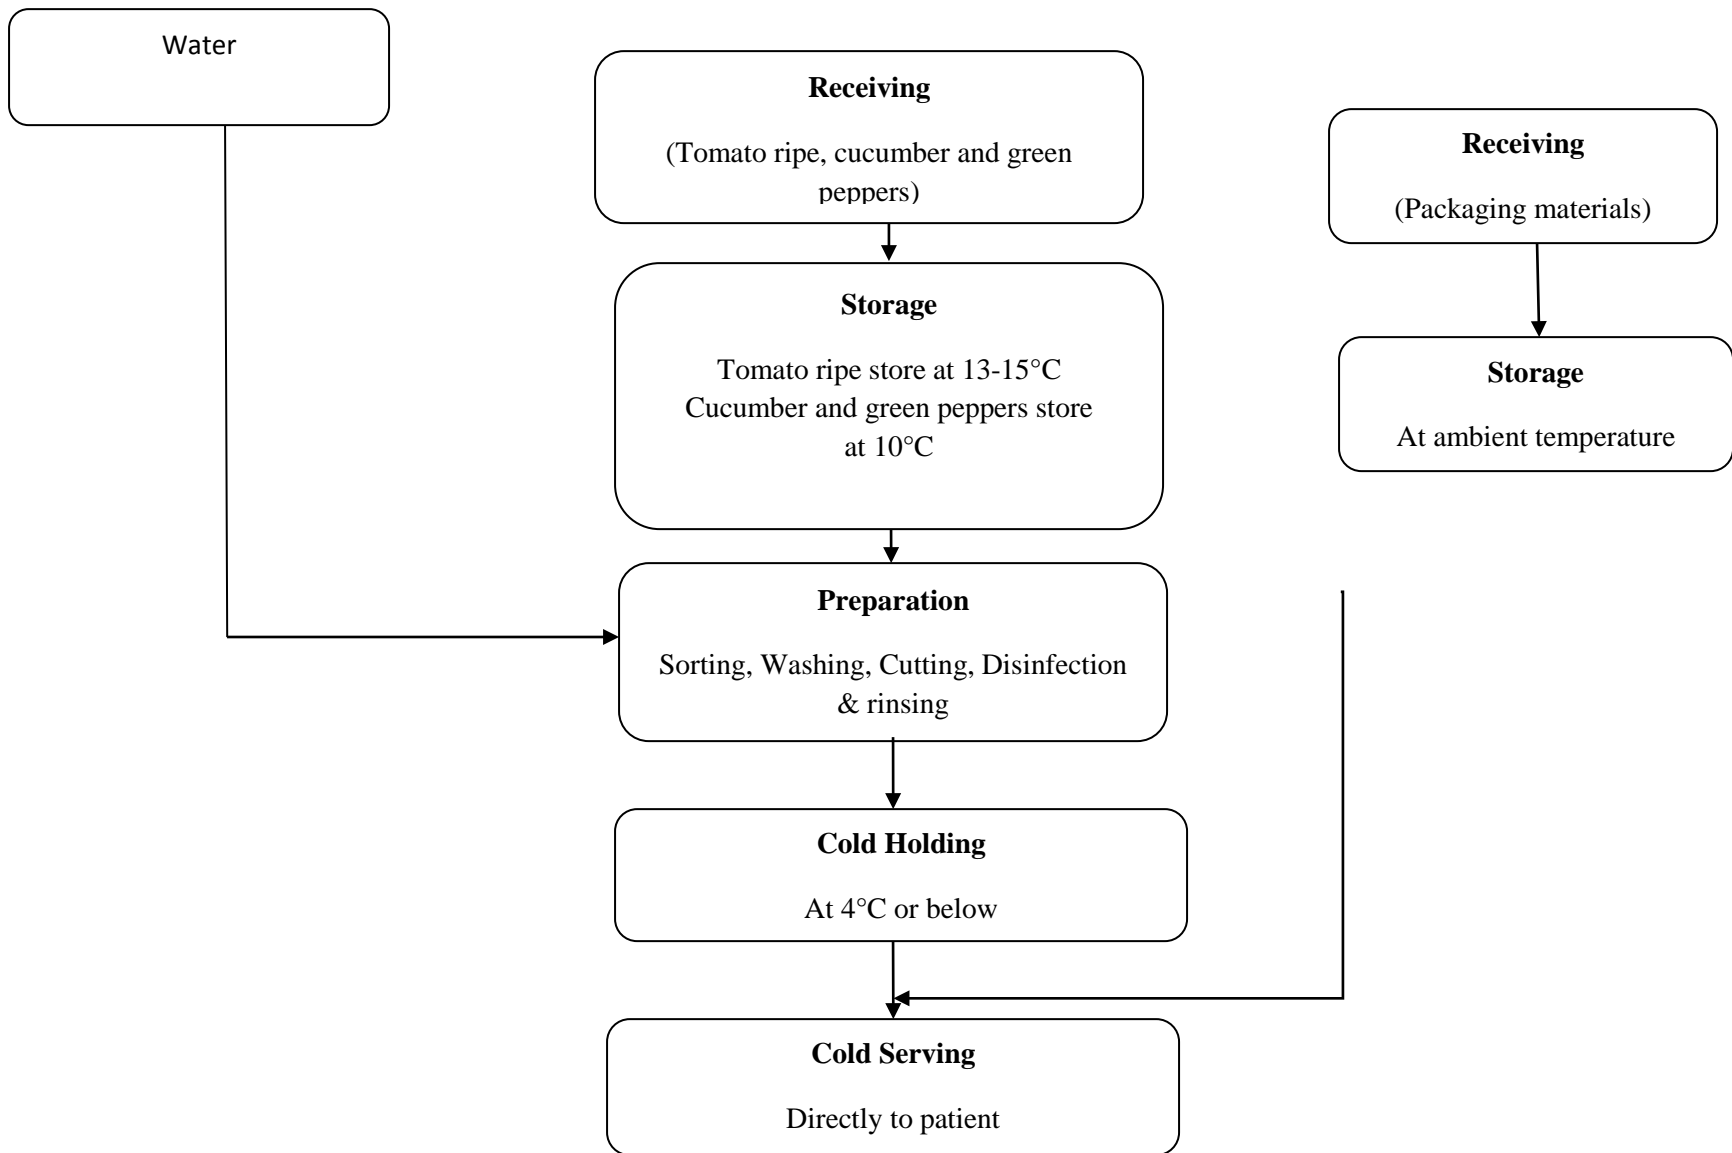 Water
Receiving
(Tomato ripe, cucumber and green
peppers)
Receiving
(Packaging materials)
Storage
Tomato ripe store at 13-15°C
Cucumber and green peppers store
at 10°C
Storage
At ambient temperature
Preparation
Sorting, Washing, Cutting, Disinfection
& rinsing
Cold Holding
At 4°C or below
Cold Serving
Directly to patient